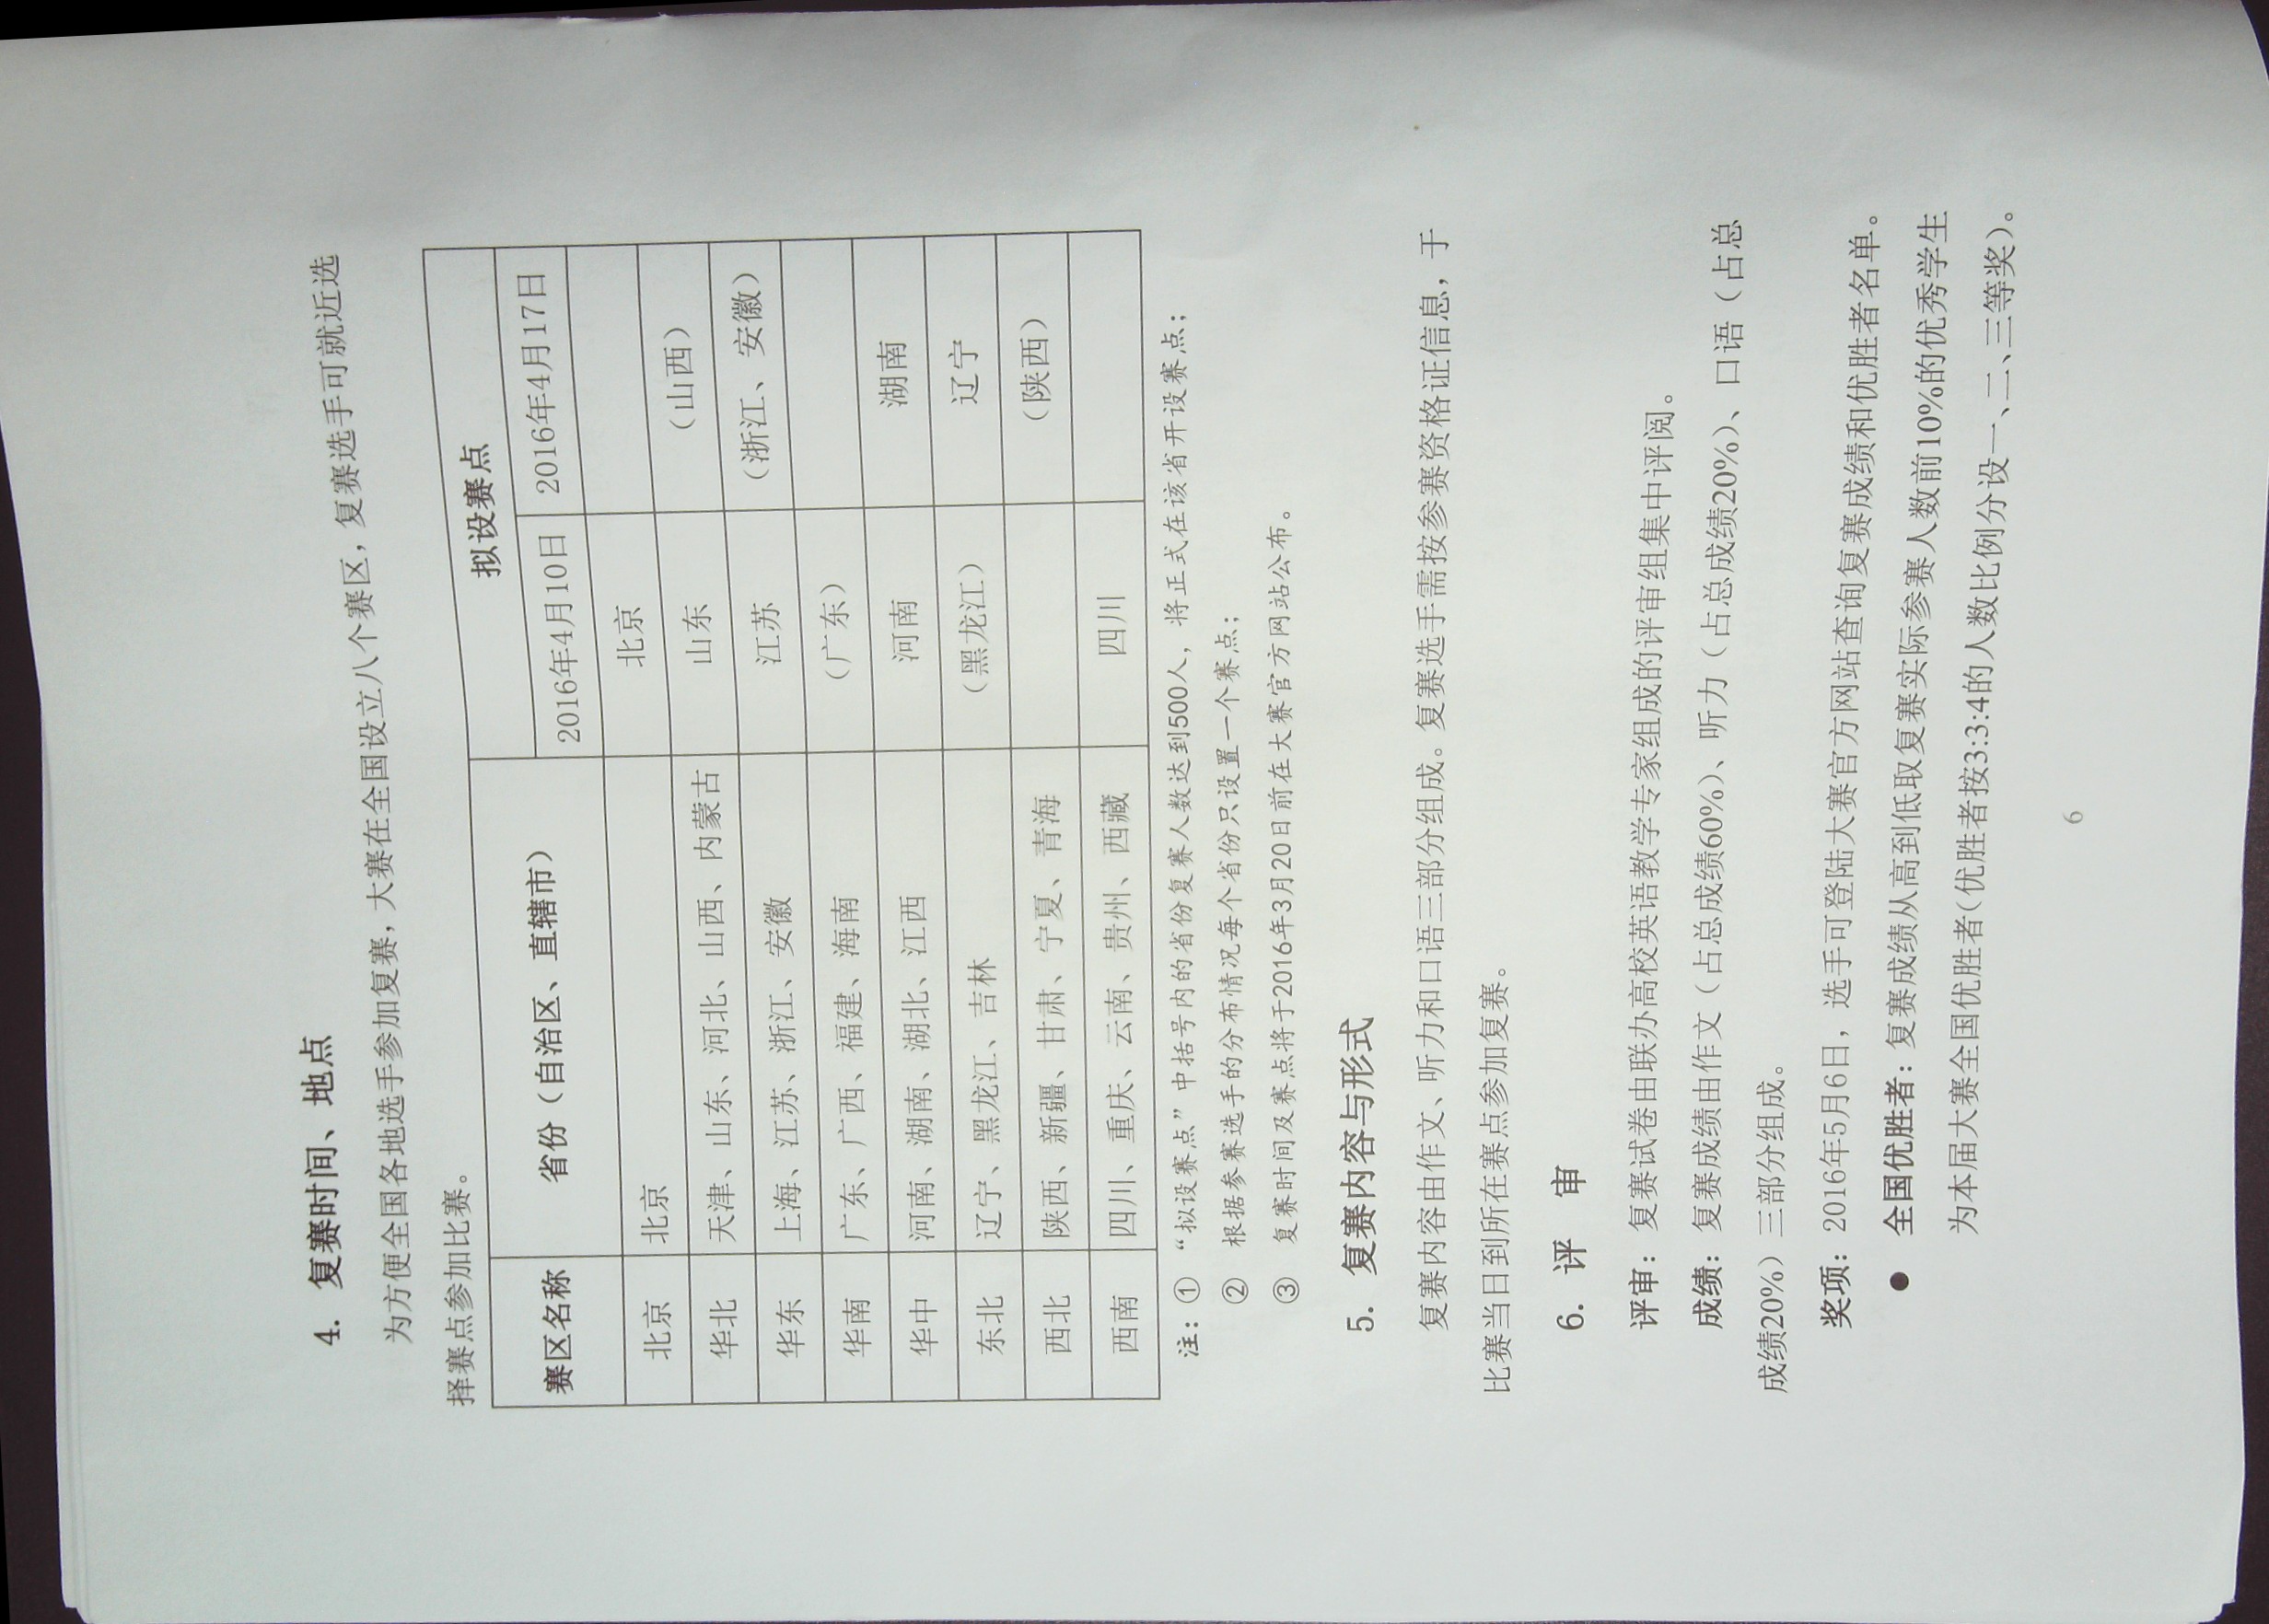 4. 复赛时间、地点
为方便全国各地选手参加复赛，大赛在全国设立八个赛区，复赛选手可就近选
择赛点参加比赛。
赛区名称 省份（自治区、直辖市） 拟设赛点
2016年4月10日 2016年4月17日
北京 北京 北京
华北 天津、山东、河北、山西、内蒙古 山东 （山西）
华东 上海、江苏、浙江、安徽 江苏 （浙江、安徽）
华南 广东、广西、福建、海南 （广东）
华中 河南、湖南、湖北、江西 河南 湖南
东北 辽宁、黑龙江、吉林 （黑龙江） 辽宁
西北 陕西、新疆、甘肃、宁夏、青海 （陕西）
西南 四川、重庆、云南、贵州、西藏 四川
注：① “拟设赛点”中括号内的省份复赛人数达到500人，将正式在该省开设赛点；
② 根据参赛选手的分布情况每个省份只设置一个赛点；
③ 复赛时间及赛点将于2016年3月20日前在大赛官方网站公布。
5. 复赛内容与形式
复赛内容由作文、听力和口语三部分组成。复赛选手需按参赛资格证信息，于
比赛当日到所在赛点参加复赛。
6. 评 审
评审：复赛试卷由联办高校英语教学专家组成的评审组集中评阅。
成绩：复赛成绩由作文（占总成绩60%）、听力（占总成绩20%）、口语（占总
成绩20%）三部分组成。
奖项：2016年5月6日，选手可登陆大赛官方网站查询复赛成绩和优胜者名单。
● 全国优胜者：复赛成绩从高到低取复赛实际参赛人数前10%的优秀学生
为本届大赛全国优胜者(优胜者按3:3:4的人数比例分设一、二、三等奖)。
6